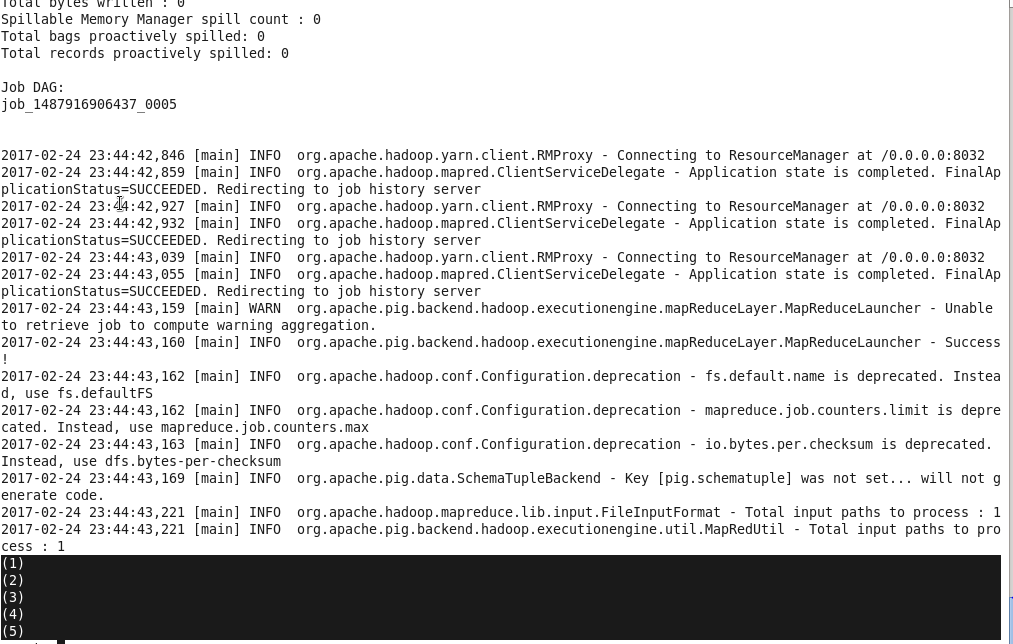 Total bytes written : 0
Spillable Memory Manager spill count : 0
Total bags proactively spilled: 0
Total records proactively spilled: 0
Job DAG:
job_1487916906437_0005
2017-02-24 23:44:42,846 [main] INFO  org.apache.hadoop.yarn.client.RMProxy - Connecting to ResourceManager at /0.0.0.0:8032
2017-02-24 23:44:42,859 [main] INFO  org.apache.hadoop.mapred.ClientServiceDelegate - Application state is completed. FinalAp
plicationStatus=SUCCEEDED. Redirecting to job history server
2017-02-24 23:44:42,927 [main] INFO  org.apache.hadoop.yarn.client.RMProxy - Connecting to ResourceManager at /0.0.0.0:8032
2017-02-24 23:44:42,932 [main] INFO  org.apache.hadoop.mapred.ClientServiceDelegate - Application state is completed. FinalAp
plicationStatus=SUCCEEDED. Redirecting to job history server
2017-02-24 23:44:43,039 [main] INFO  org.apache.hadoop.yarn.client.RMProxy - Connecting to ResourceManager at /0.0.0.0:8032
2017-02-24 23:44:43,055 [main] INFO  org.apache.hadoop.mapred.ClientServiceDelegate - Application state is completed. FinalAp
plicationStatus=SUCCEEDED. Redirecting to job history server
2017-02-24 23:44:43,159 [main] WARN  org.apache.pig.backend.hadoop.executionengine.mapReduceLayer.MapReduceLauncher - Unable
to retrieve job to compute warning aggregation.
2017-02-24 23:44:43,160 [main] INFO  org.apache.pig.backend.hadoop.executionengine.mapReduceLayer.MapReduceLauncher - Success
!
2017-02-24 23:44:43,162 [main] INFO  org.apache.hadoop.conf.Configuration.deprecation - fs.default.name is deprecated. Instea
d, use fs.defaultFS
2017-02-24 23:44:43,162 [main] INFO  org.apache.hadoop.conf.Configuration.deprecation - mapreduce.job.counters.limit is depre
cated. Instead, use mapreduce.job.counters.max
2017-02-24 23:44:43,163 [main] INFO  org.apache.hadoop.conf.Configuration.deprecation - io.bytes.per.checksum is deprecated.
Instead, use dfs.bytes-per-checksum
2017-02-24 23:44:43,169 [main] INFO  org.apache.pig.data.SchemaTupleBackend - Key [pig.schematuple] was not set... will not g
enerate code.
2017-02-24 23:44:43,221 [main] INFO  org.apache.hadoop.mapreduce.lib.input.FileInputFormat - Total input paths to process : 1
2017-02-24 23:44:43,221 [main] INFO  org.apache.pig.backend.hadoop.executionengine.util.MapRedUtil - Total input paths to pro
cess : 1
(1)
(2)
(3)
(4)
(5)